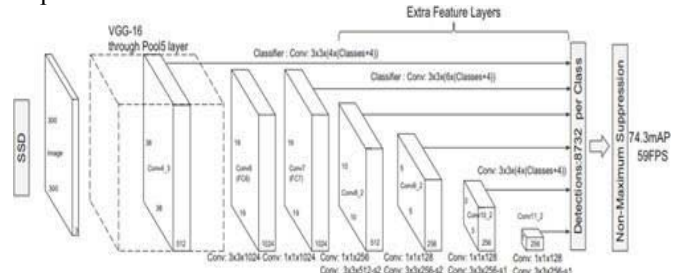 Extra Feature Layers
VGG-16
through Pool5 layer
Classifier : Conv: 3x3x(4x(Classes+4))
Classifier : Conv: 3x3x(6x(Classes+4))
SSD
300
Image
300
3
38
Conv4_3
38
512
19
Conv6
(FC6)
19
1024
19
Conv7
(FC7)
19
1024
10
Conv8_2
10
512
5
Conv9_2
5
256
3
Conv10_2
3
256
Conv11_2
256
Conv: 3x3x(4x(Classes+4))
Detections:8732 per Class
Non-Maximum Suppression
74.3mAP
59FPS
Conv: 3x3x1024
Conv: 1x1x1024
Conv: 1x1x256
Conv: 3x3x512-s2
Conv: 1x1x128
Conv: 3x3x256-s2
Conv: 1x1x128
Conv: 3x3x256-s1
Conv: 1x1x128
Conv: 3x3x256-s1